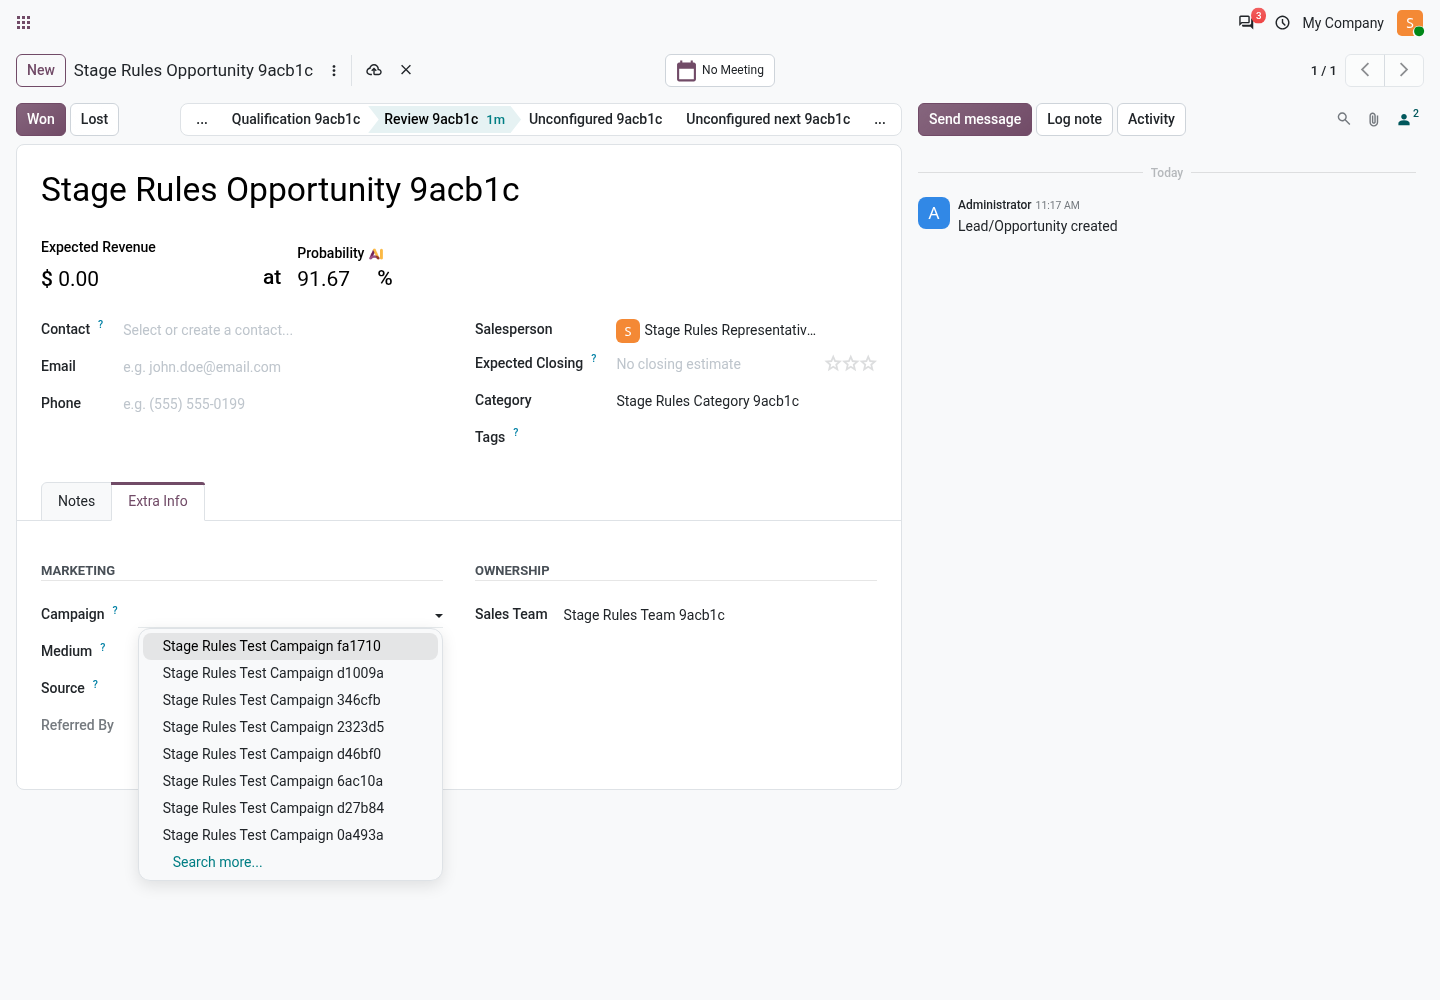 3
My Company
S
New
Stage Rules Opportunity 9acb1c
No Meeting
1 / 1
Won
Lost
...
Qualification 9acb1c
Review 9acb1c 1m
Unconfigured 9acb1c
Unconfigured next 9acb1c
...
Send message
Log note
Activity
2
Stage Rules Opportunity 9acb1c
Today
A
Administrator 11:17 AM
Lead/Opportunity created
Expected Revenue
Probability AI
$ 0.00
at
91.67 %
Contact ?
Select or create a contact...
Email
e.g. john.doe@email.com
Phone
e.g. (555) 555-0199
Salesperson
S
Stage Rules Representativ...
Expected Closing ?
No closing estimate
Category
Stage Rules Category 9acb1c
Tags ?
Notes
Extra Info
MARKETING
Campaign ?
Medium ?
Source ?
Referred By
Stage Rules Test Campaign fa1710
Stage Rules Test Campaign d1009a
Stage Rules Test Campaign 346cfb
Stage Rules Test Campaign 2323d5
Stage Rules Test Campaign d46bf0
Stage Rules Test Campaign 6ac10a
Stage Rules Test Campaign d27b84
Stage Rules Test Campaign 0a493a
Search more...
OWNERSHIP
Sales Team
Stage Rules Team 9acb1c